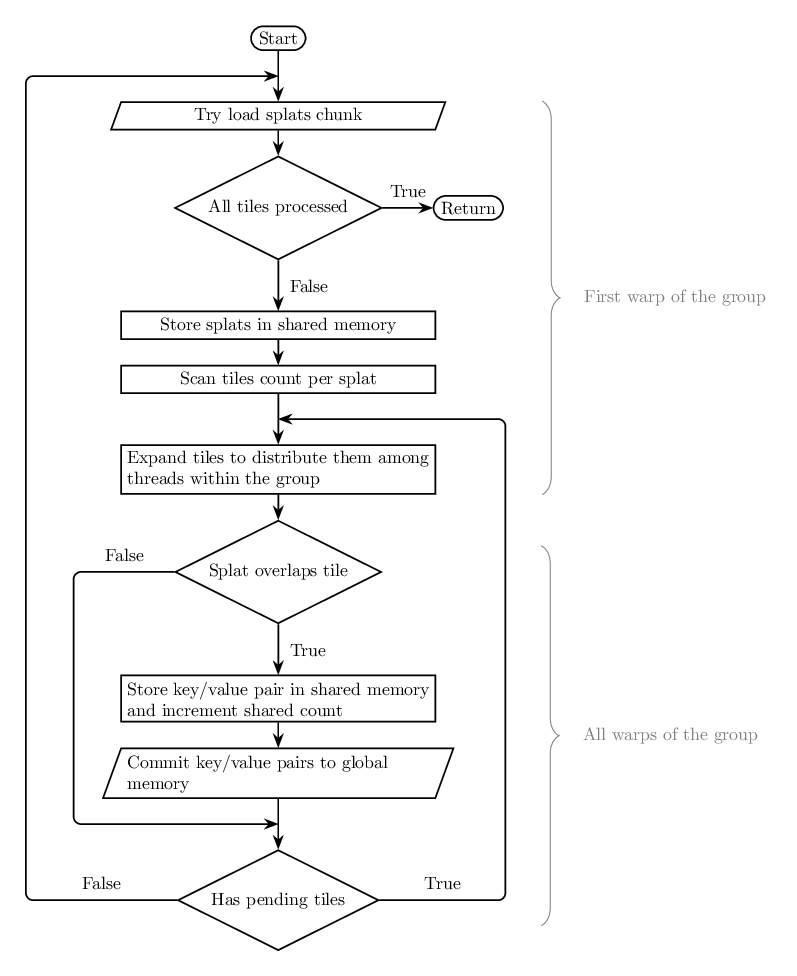 Start
Try load splats chunk
All tiles processed
True
Return
False
First warp of the group
Store splats in shared memory
Scan tiles count per splat
Expand tiles to distribute them among
threads within the group
False
Splat overlaps tile
True
Store key/value pair in shared memory
and increment shared count
All warps of the group
Commit key/value pairs to global
memory
False
Has pending tiles
True